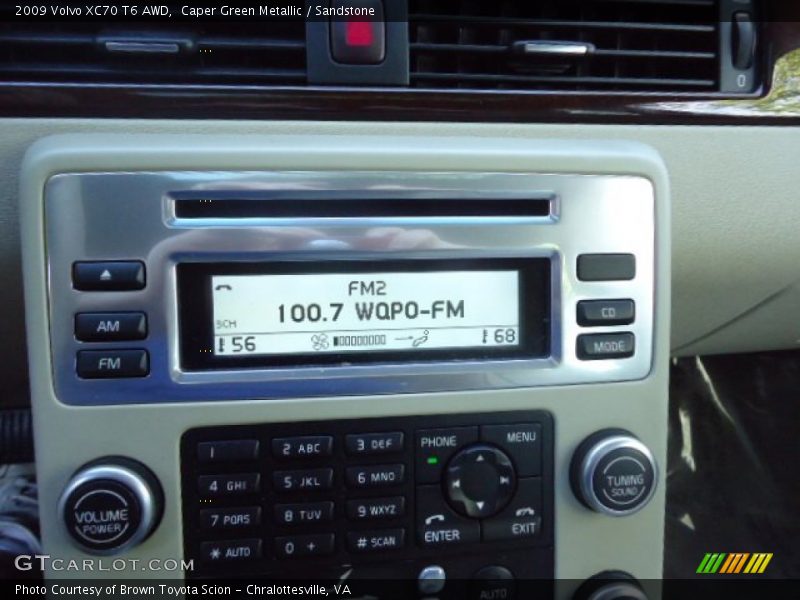 2009 Volvo XC70 T6 AWD, Caper Green Metallic / Sandstone
0
FM2
100.7 WQPO-FM
SCH
56
68
AM
FM
CD
MODE
1
2 ABC
3 DEF
PHONE
MENU
4 GHI
5 JKL
6 MNO
7 PQRS
8 TUV
9 WXYZ
* AUTO
0 +
# SCAN
ENTER
EXIT
VOLUME
POWER
TUNING
SOUND
AUTO
GTCARLOT.COM
Photo Courtesy of Brown Toyota Scion - Chralottesville, VA